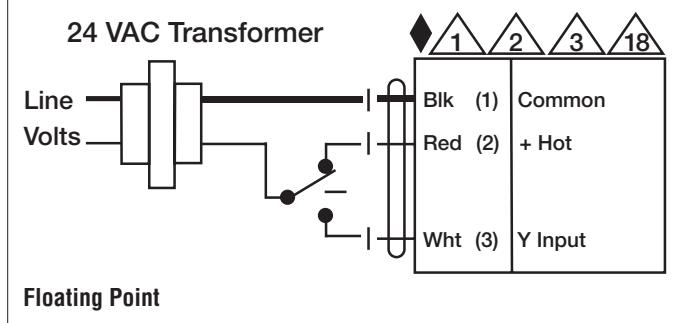 24 VAC Transformer
1 2 3 18
Line
Volts
Blk (1) Common
Red (2) + Hot
Wht (3) Y Input
Floating Point